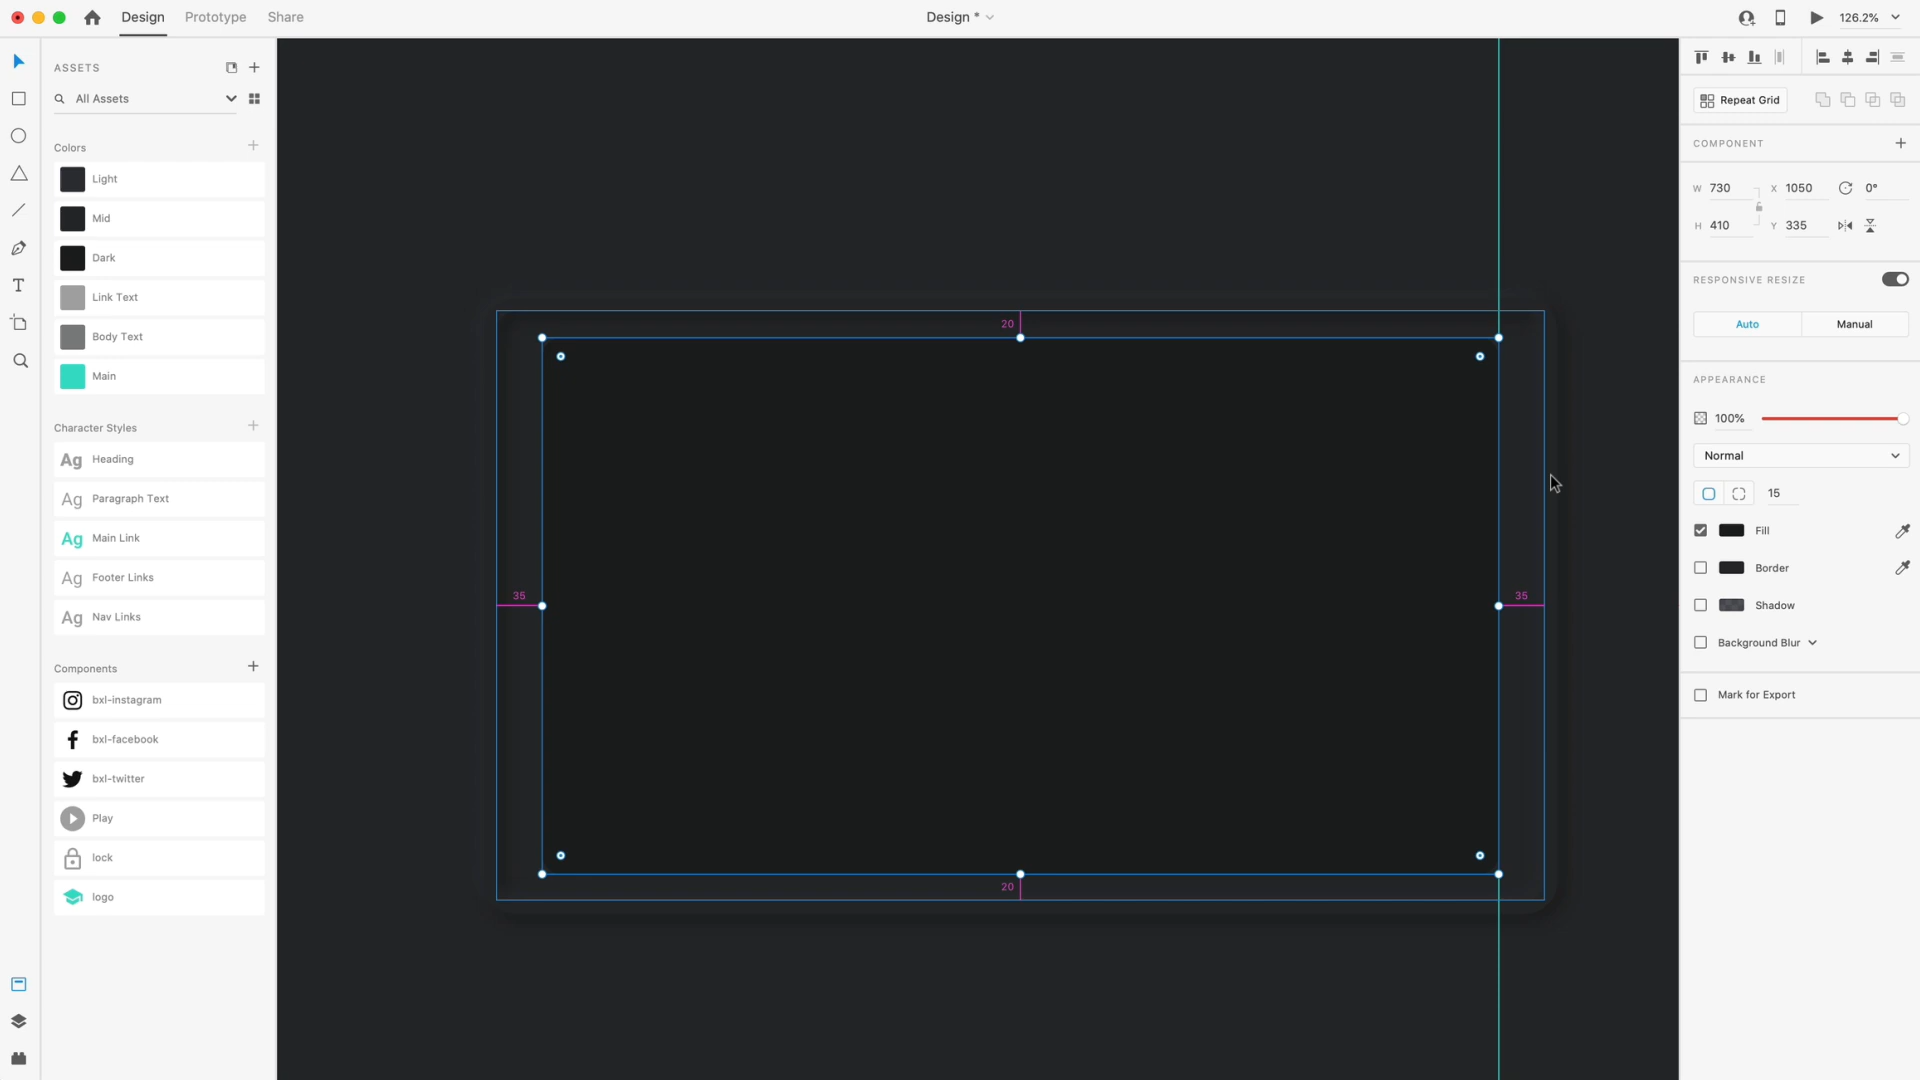 Design
Prototype
Share
Design *
126.2%
ASSETS
All Assets
Colors
Light
Mid
Dark
Link Text
Body Text
Main
Character Styles
Ag Heading
Ag Paragraph Text
Ag Main Link
Ag Footer Links
Ag Nav Links
Components
bxl-instagram
bxl-facebook
bxl-twitter
Play
lock
logo
20
35
35
20
Repeat Grid
COMPONENT
W 730 X 1050 0°
H 410 Y 335
RESPONSIVE RESIZE
Auto
Manual
APPEARANCE
100%
Normal
15
Fill
Border
Shadow
Background Blur
Mark for Export